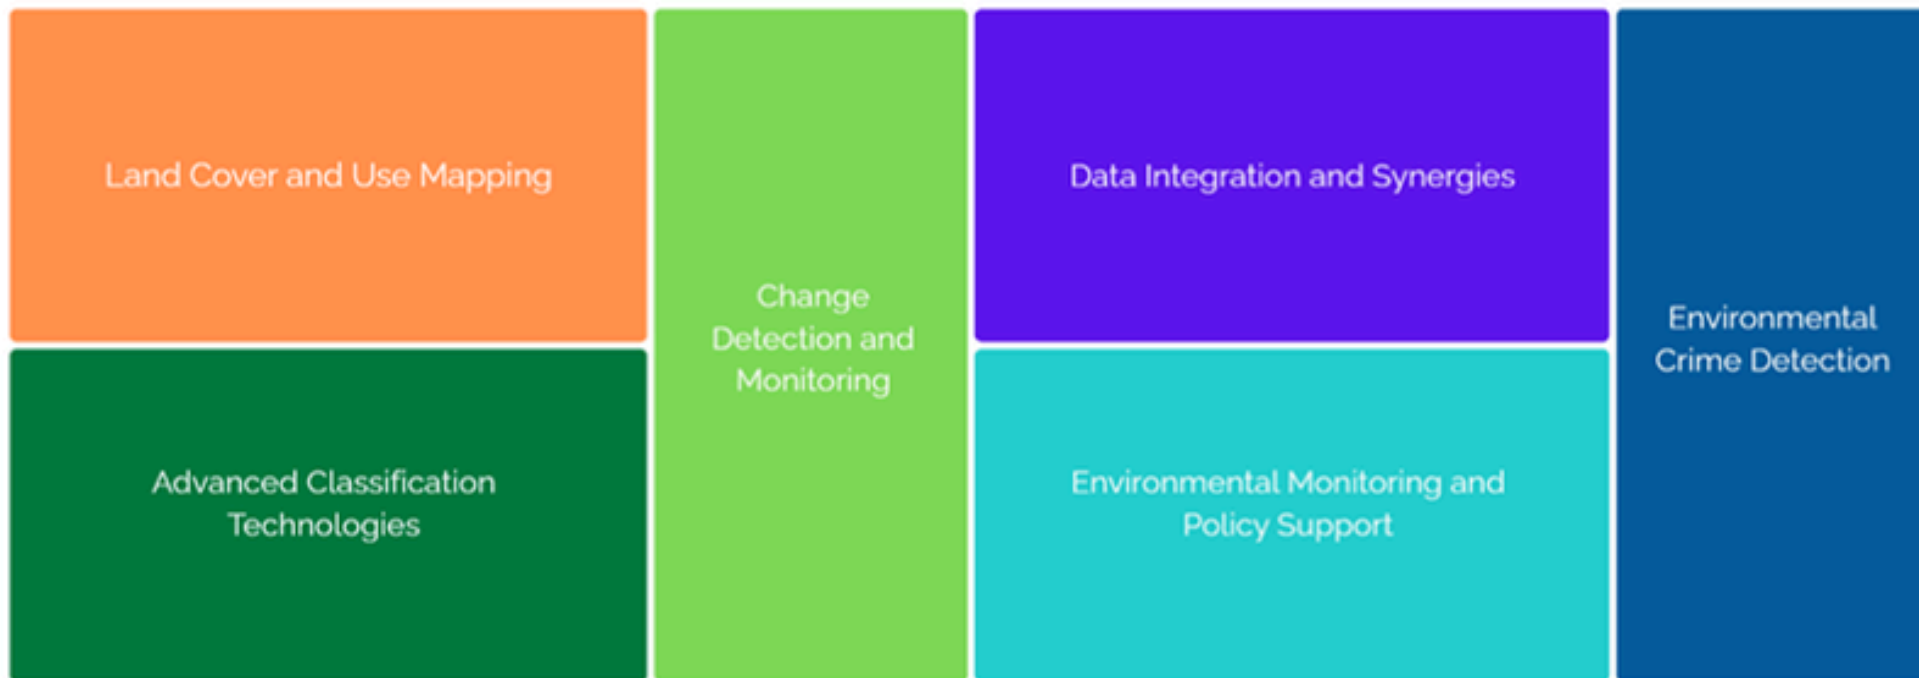 Land Cover and Use Mapping
Advanced Classification
Technologies
Change
Detection and
Monitoring
Data Integration and Synergies
Environmental Monitoring and
Policy Support
Environmental
Crime Detection